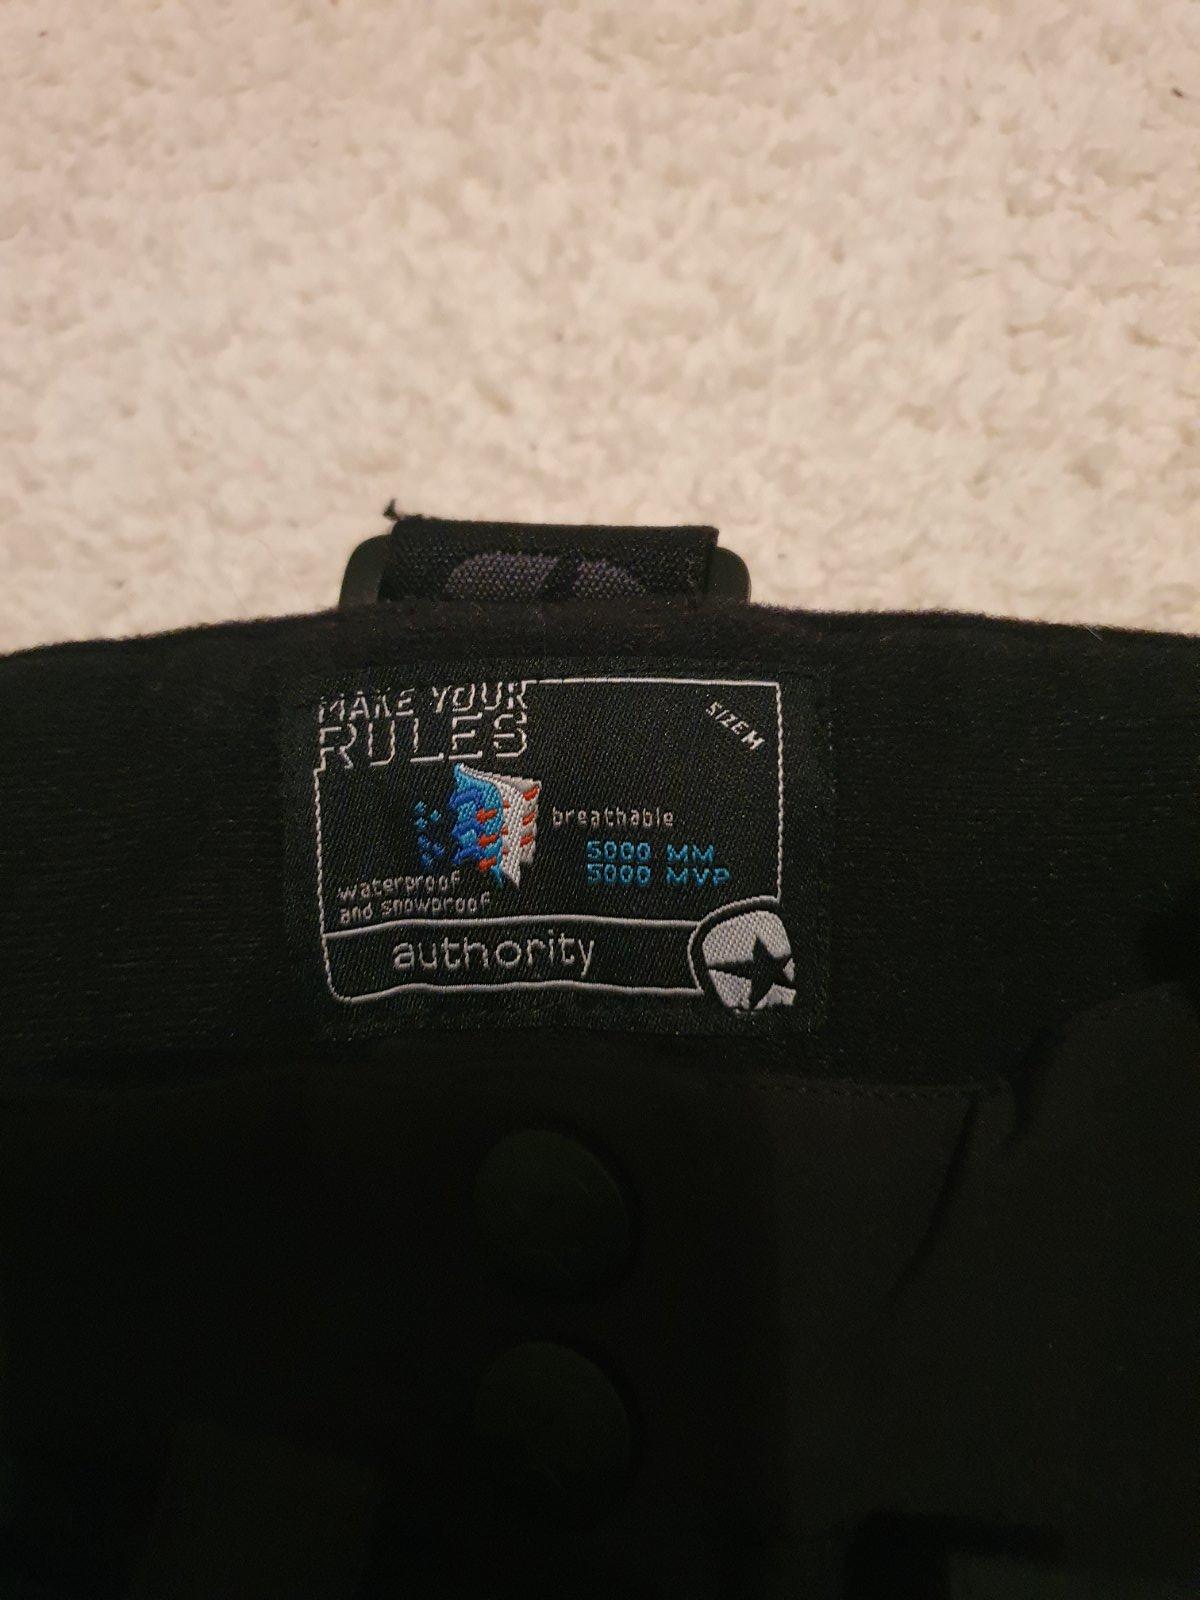 MAKE YOUR
RULES
SIZE M
breathable
5000 MM
5000 MVP
waterproof
and snowproof
authority